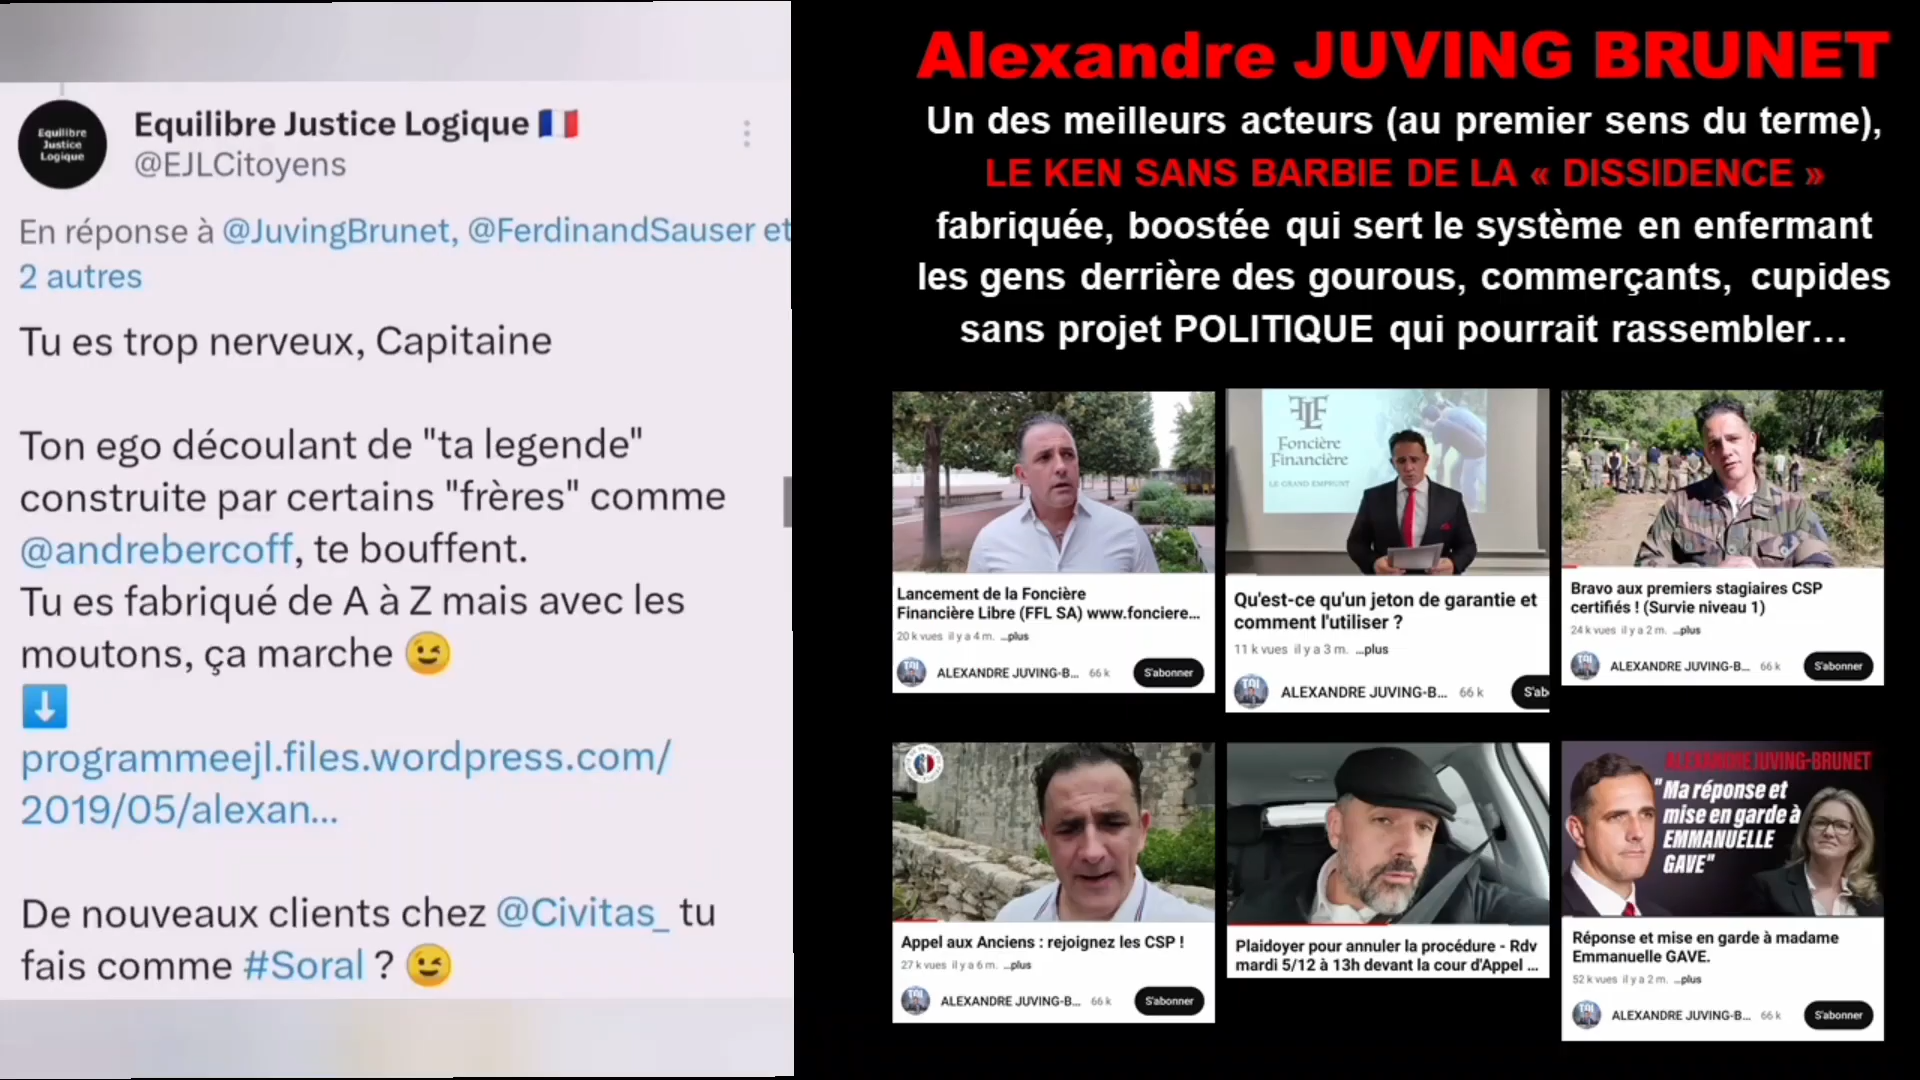 Equilibre
Justice
Logique
Equilibre Justice Logique 🇫🇷
@EJLCitoyens
En réponse à @JuvingBrunet, @FerdinandSauser et
2 autres
Tu es trop nerveux, Capitaine
Ton ego découlant de "ta legende"
construite par certains "frères" comme
@andrebercoff, te bouffent.
Tu es fabriqué de A à Z mais avec les
moutons, ça marche 😉
⬇️
programmeejl.files.wordpress.com/
2019/05/alexan...
De nouveaux clients chez @Civitas_ tu
fais comme #Soral ? 😉
Alexandre JUVING BRUNET
Un des meilleurs acteurs (au premier sens du terme),
LE KEN SANS BARBIE DE LA « DISSIDENCE »
fabriquée, boostée qui sert le système en enfermant
les gens derrière des gourous, commerçants, cupides
sans projet POLITIQUE qui pourrait rassembler...
Lancement de la Foncière
Financière Libre (FFL SA) www.fonciere...
20 k vues il y a 4 m. ...plus
ALEXANDRE JUVING-B... 66 k S'abonner
Foncière
Financière
LE GRAND EMPRUNT
Qu'est-ce qu'un jeton de garantie et
comment l'utiliser ?
11 k vues il y a 3 m. ...plus
ALEXANDRE JUVING-B... 66 k S'ab
Bravo aux premiers stagiaires CSP
certifiés ! (Survie niveau 1)
24 k vues il y a 2 m. ...plus
ALEXANDRE JUVING-B... 66 k S'abonner
Appel aux Anciens : rejoignez les CSP !
27 k vues il y a 6 m. ...plus
ALEXANDRE JUVING-B... 66 k S'abonner
Plaidoyer pour annuler la procédure - Rdv
mardi 5/12 à 13h devant la cour d'Appel ...
ALEXANDRE JUVING-BRUNET
"Ma réponse et
mise en garde à
EMMANUELLE
GAVE"
Réponse et mise en garde à madame
Emmanuelle GAVE.
52 k vues il y a 2 m. ...plus
ALEXANDRE JUVING-B... 66 k S'abonner